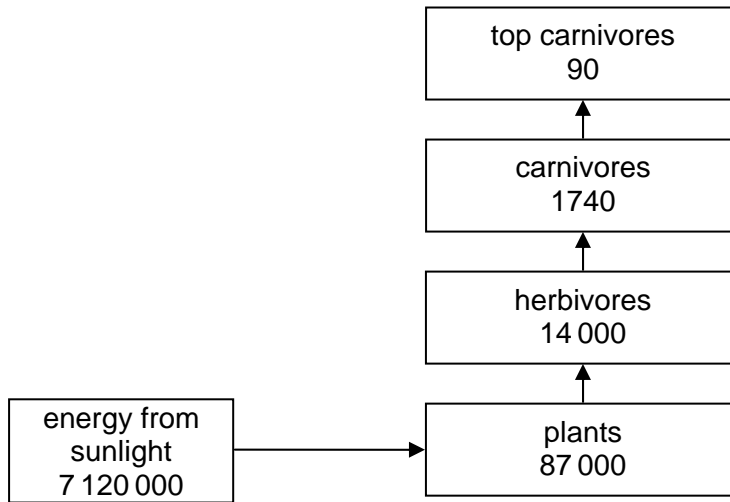 top carnivores
90
carnivores
1740
herbivores
14 000
energy from
sunlight
7 120 000
plants
87 000